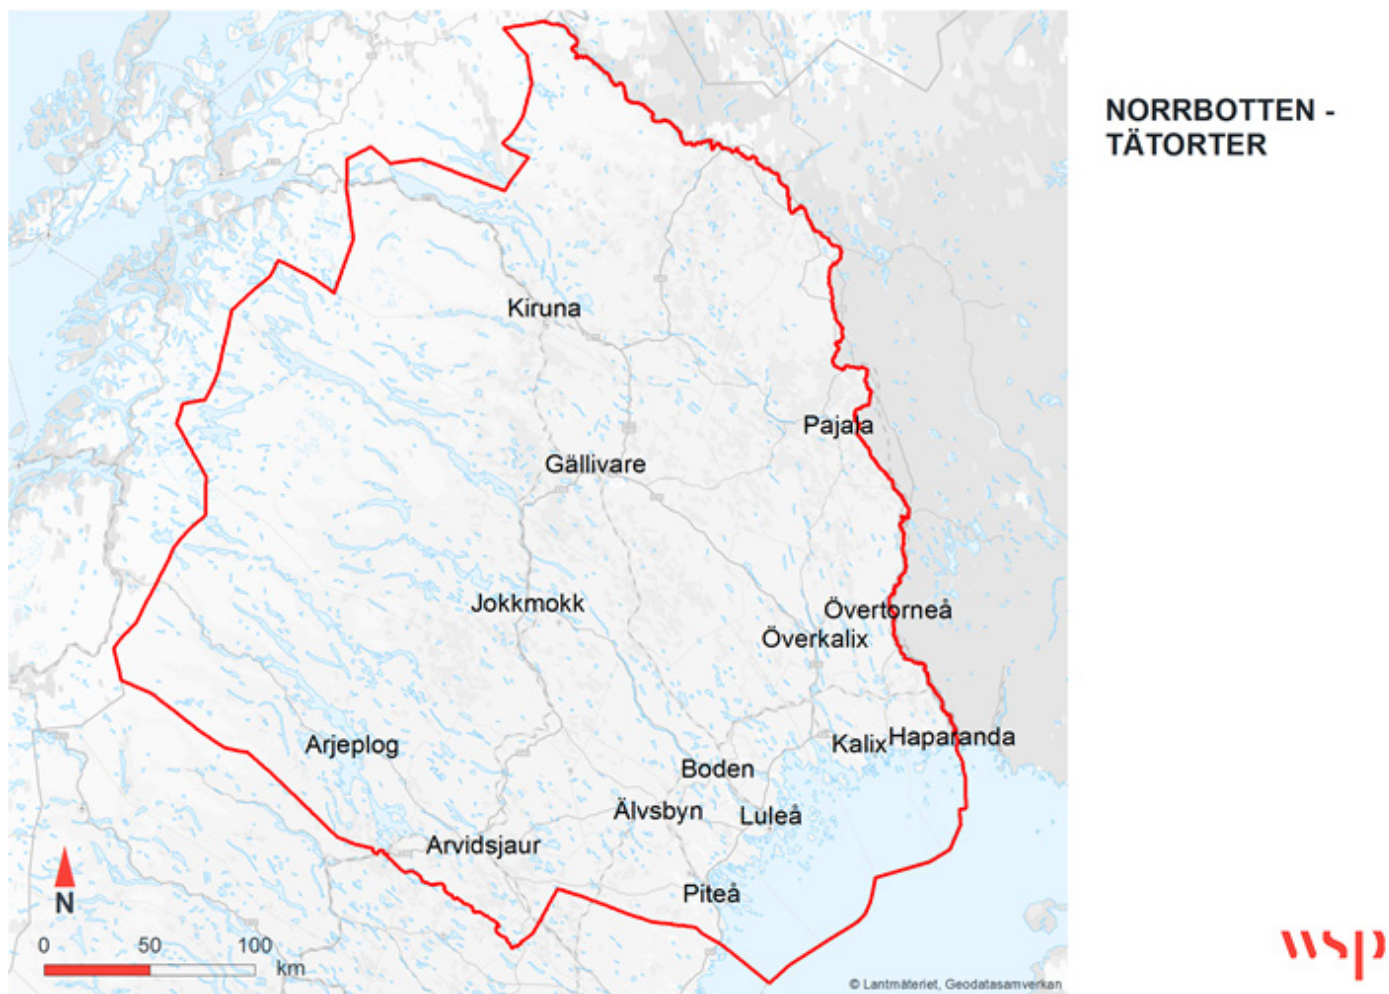 NORRBOTTEN -
TÄTORTER
Kiruna
Pajala
Gällivare
Jokkmokk
Övertorneå
Överkalix
Arjeplog
Kalix
Haparanda
Boden
Älvsbyn
Luleå
Arvidsjaur
Piteå
N
0 50 100
km
© Lantmäteriet, Geodatasamverkan
wsp